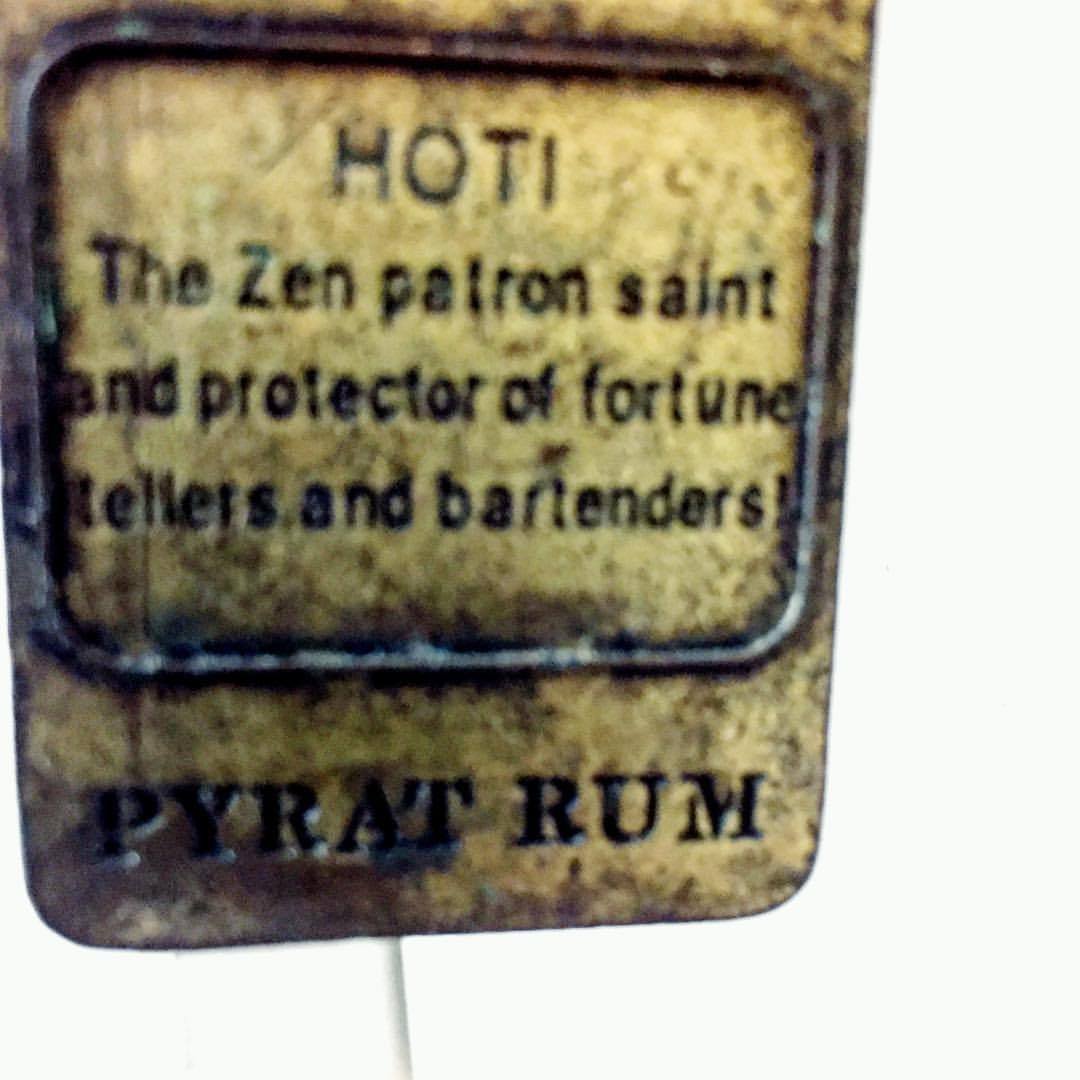 HOTI
The Zen patron saint
and protector of fortune
tellers and bartenders!
PYRAT RUM